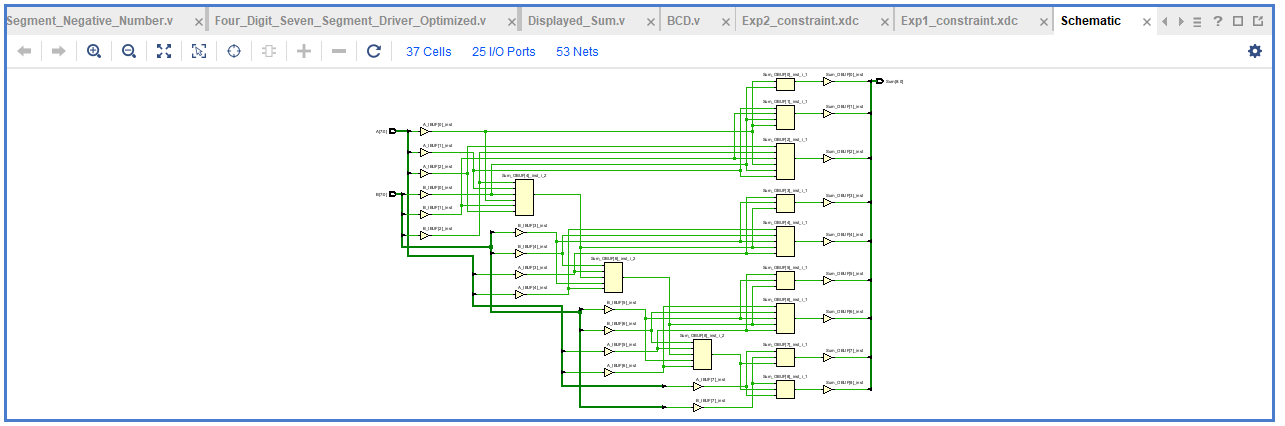 Segment_Negative_Number.v
Four_Digit_Seven_Segment_Driver_Optimized.v
Displayed_Sum.v
BCD.v
Exp2_constraint.xdc
Exp1_constraint.xdc
Schematic
37 Cells
25 I/O Ports
53 Nets
Sum_OBUF[0]_inst_i_1
Sum_OBUF[0]_inst
Sum[8:0]
Sum_OBUF[1]_inst_i_1
Sum_OBUF[1]_inst
A[7:0]
A_IBUF[0]_inst
Sum_OBUF[2]_inst_i_1
A_IBUF[1]_inst
Sum_OBUF[2]_inst
A_IBUF[2]_inst
Sum_OBUF[4]_inst_i_2
B[7:0]
B_IBUF[0]_inst
Sum_OBUF[3]_inst_i_1
Sum_OBUF[3]_inst
B_IBUF[1]_inst
B_IBUF[2]_inst
B_IBUF[3]_inst
Sum_OBUF[4]_inst_i_1
Sum_OBUF[4]_inst
B_IBUF[4]_inst
Sum_OBUF[6]_inst_i_2
A_IBUF[3]_inst
Sum_OBUF[5]_inst_i_1
Sum_OBUF[5]_inst
A_IBUF[4]_inst
B_IBUF[5]_inst
Sum_OBUF[6]_inst_i_1
Sum_OBUF[6]_inst
B_IBUF[6]_inst
Sum_OBUF[8]_inst_i_2
A_IBUF[5]_inst
Sum_OBUF[7]_inst_i_1
Sum_OBUF[7]_inst
A_IBUF[6]_inst
A_IBUF[7]_inst
Sum_OBUF[8]_inst_i_1
Sum_OBUF[8]_inst
B_IBUF[7]_inst